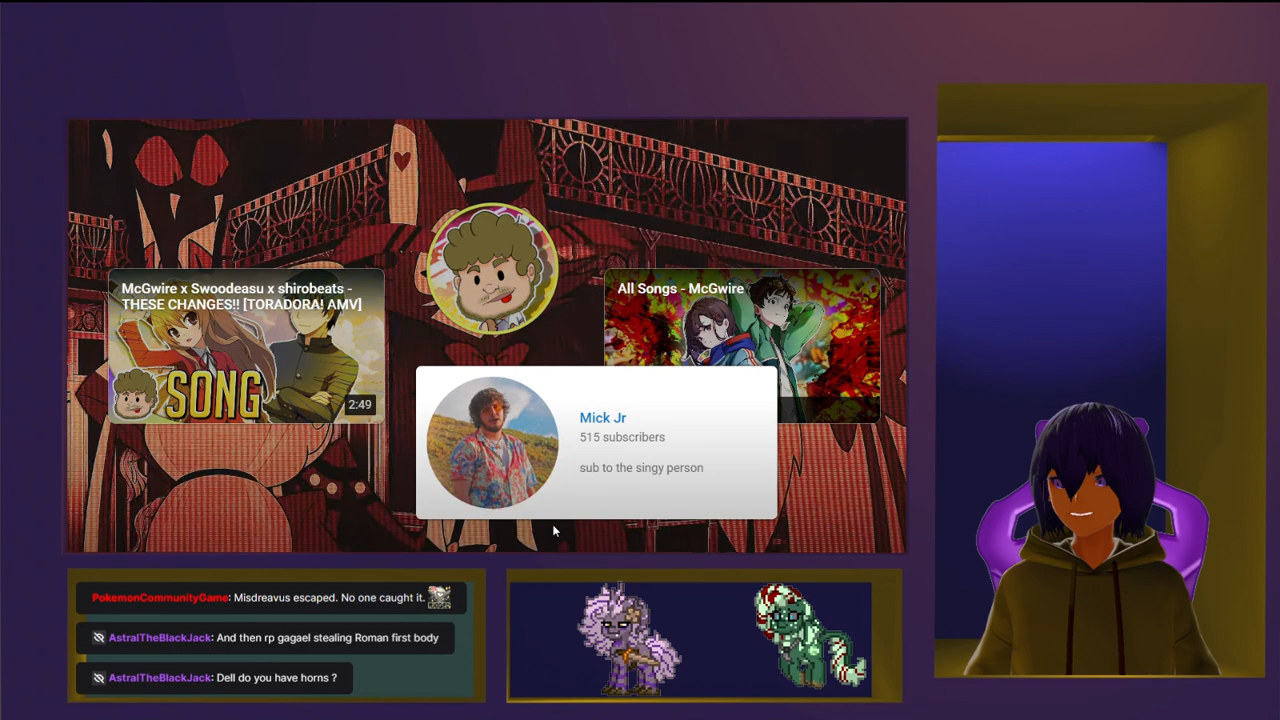 McGwire x Swoodeasu x shirobeats -
THESE CHANGES!! [TORADORA! AMV]
SONG
2:49
All Songs - McGwire
Mick Jr
515 subscribers
sub to the singy person
PokemonCommunityGame: Misdreavus escaped. No one caught it.
AstralTheBlackJack: And then rp gagael stealing Roman first body
AstralTheBlackJack: Dell do you have horns ?